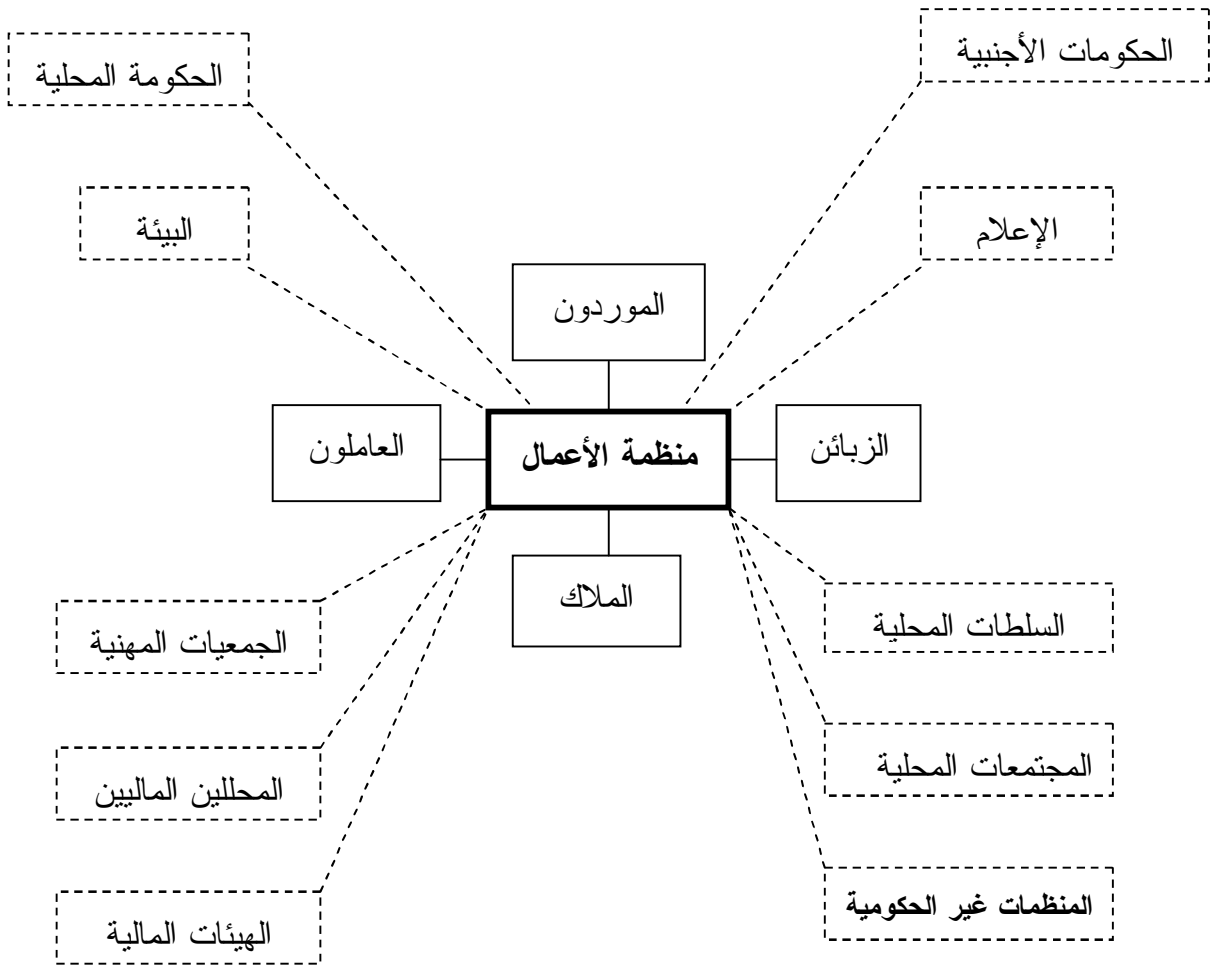 الحكومات الأجنبية
الحكومة المحلية
الإعلام
البيئة
الموردون
الزبائن
منظمة الأعمال
العاملون
الملاك
السلطات المحلية
الجمعيات المهنية
المجتمعات المحلية
المحللين الماليين
المنظمات غير الحكومية
الهيئات المالية